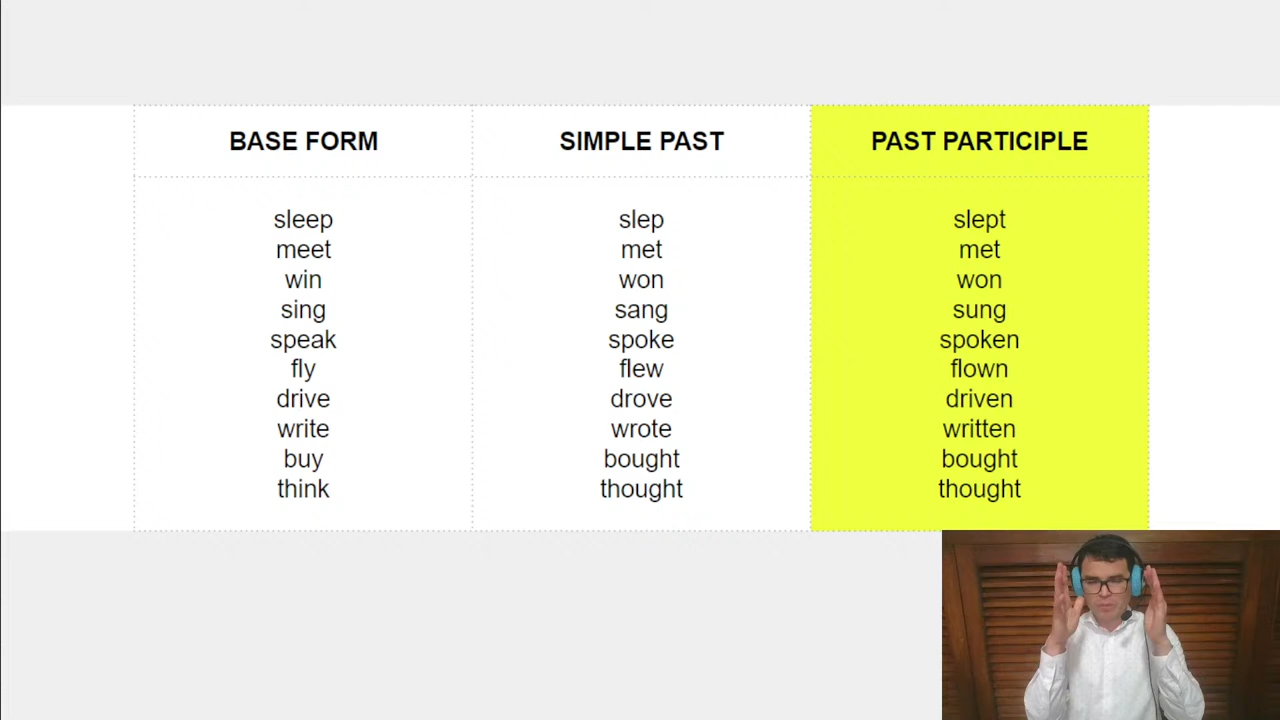 BASE FORM SIMPLE PAST PAST PARTICIPLE
sleep slep slept
meet met met
win won won
sing sang sung
speak spoke spoken
fly flew flown
drive drove driven
write wrote written
buy bought bought
think thought thought